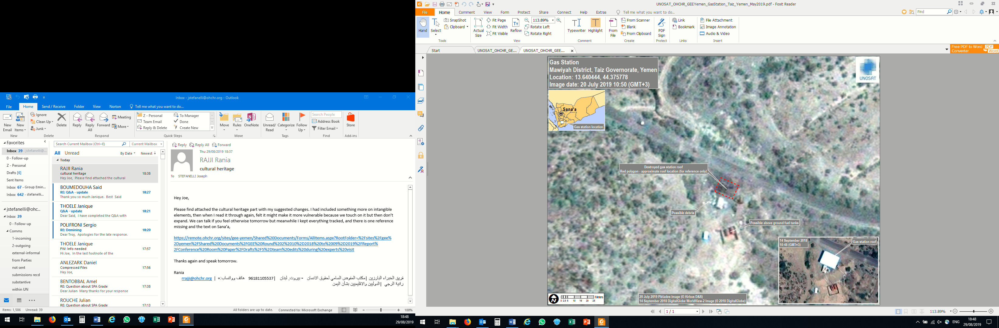 Inbox - jstefanelli@ohchr.org - Outlook
File Home Send / Receive Folder View Norton Tell me what you want to do...
New Email
New Items
New
Ignore
Clean Up
Junk
Delete
Delete
Reply
Reply All
Forward
Meeting
More
Respond
Z - Personal
Team Email
Reply & Delete
To Manager
Done
Create New
Quick Steps
Move
Rules
OneNote
Move
Unread/ Read
Categorize
Follow Up
Tags
Search People
Address Book
Filter Email
Find
Store
Add-ins
Favorites
Inbox 39 - jstefanelli@...
0 - Follow-up
Z - Personal
Drafts [6]
Sent Items
Inbox 67 - Group Emin...
Inbox 642 - stefanelli...
jstefanelli@ohc...
Inbox 39
0 - Follow-up
Comms
1-incoming
2-outgoing
external-informal
from Parties
not sent
submissions recd
substantive
within UN
Search Current Mailbox (Ctrl+E)
Current Mailbox
All Unread
By Date Newest
Today
RAJJI Rania
cultural heritage 18:38
Hey Joe, Please find attached the cultural
BOUMEDOUHA Said
RE: Q&A - update 18:27
Thank you so much Janique. Best Said
THOELE Janique
Q&A - update 18:21
Dear Said, I have completed the Q&A with
POLIFRONI Sergio
RE: Demining 18:20
Dear Troy, Apologies for the late response.
THOELE Janique
FW: Info needed 17:57
Hi Joe, In the last footnote of the
ANLEZARK Daniel
Compressed Files 17:56
Hey Joe,
BENTOBBAL Amel
RE: Question about SPA Grade 17:38
Dear Julian Many thanks for your response
ROUCHE Julian
RE: Question about SPA Grade 17:13
Reply Reply All Forward
Thu 29/08/2019 18:37
RAJJI Rania
cultural heritage
To STEFANELLI Joseph
Hey Joe,
Please find attached the cultural heritage part with my suggested changes. I had included something more on intangible
elements, then when I read it through again, felt it might make it more vulnerable because we touch on it but then don't
expand. We can talk if you feel otherwise tomorrow but meanwhile I kept everything tracked, and there is one reference
missing and the text on Sana'a,
https://remote.ohchr.org/sites/gee-yemen/Shared%20Documents/Forms/AllItems.aspx?RootFolder=%2Fsites%2Fgee%
2Dyemen%2FShared%20Documents%2FGEE%20Round%202%2010%2D2018%20to%2009%2D2019%2FReport%
2FConference%20Room%20Paper%2FDrafts%2F5%2Dteam%20edits%20during%20experts%20visit
Thanks again and speak tomorrow.
Rania
فريق الخبراء البارزين |مكتب المفوض السامي لحقوق الانسان - بيروت, لبنان |96181105537 هاتف وواتساب:+ | rrajji@ohchr.org
رانية الرجي |الدوليين والاقليميين بشأن اليمن
Items: 1,586 Unread: 39
All folders are up to date. Connected to: Microsoft Exchange
100%
18:48
29/08/2019
UNOSAT_OHCHR_GEEYemen_GasStation_Taiz_Yemen_May2019.pdf - Foxit Reader
File Home Comment View Form Protect Share Connect Help Extras Tell me what you want to do..
Find
Hand
Select
SnapShot
Clipboard
Tools
Actual Size
Fit Page
Fit Width
Fit Visible
Reflow
113.89%
Rotate Left
Rotate Right
View
Typewriter
Highlight
Comment
From File
From Scanner
Blank
From Clipboard
Create
PDF Sign
Protect
Link
Bookmark
Links
File Attachment
Image Annotation
Audio & Video
Insert
Start
UNOSAT_OHCHR_GE...
UNOSAT_OHCHR_GEE...
Free PDF to Word
Converter
PDF
Word
Gas Station
Mawiyah District, Taiz Governorate, Yemen
Location: 13.640444, 44.375778
Image date: 20 July 2019 10:50 (GMT+3)
UNOSAT
Sana'a
Gas station location
Destroyed gas station roof
Red polygon - approximate roof location (for reference only)
Possible debris
Possible above ground fuel tanks
14 September 2018
10:48 (GMT+3)
Gas station roof
N
0 2.5 5 10 15 20 25 Meters
20 July 2019 Pléiades image (© Airbus D&S)
14 September 2018 DigitalGlobe WorldView-2 Image (© 2018 DigitalGlobe)
1 / 1
113.89%
ENG
18:48
29/08/2019